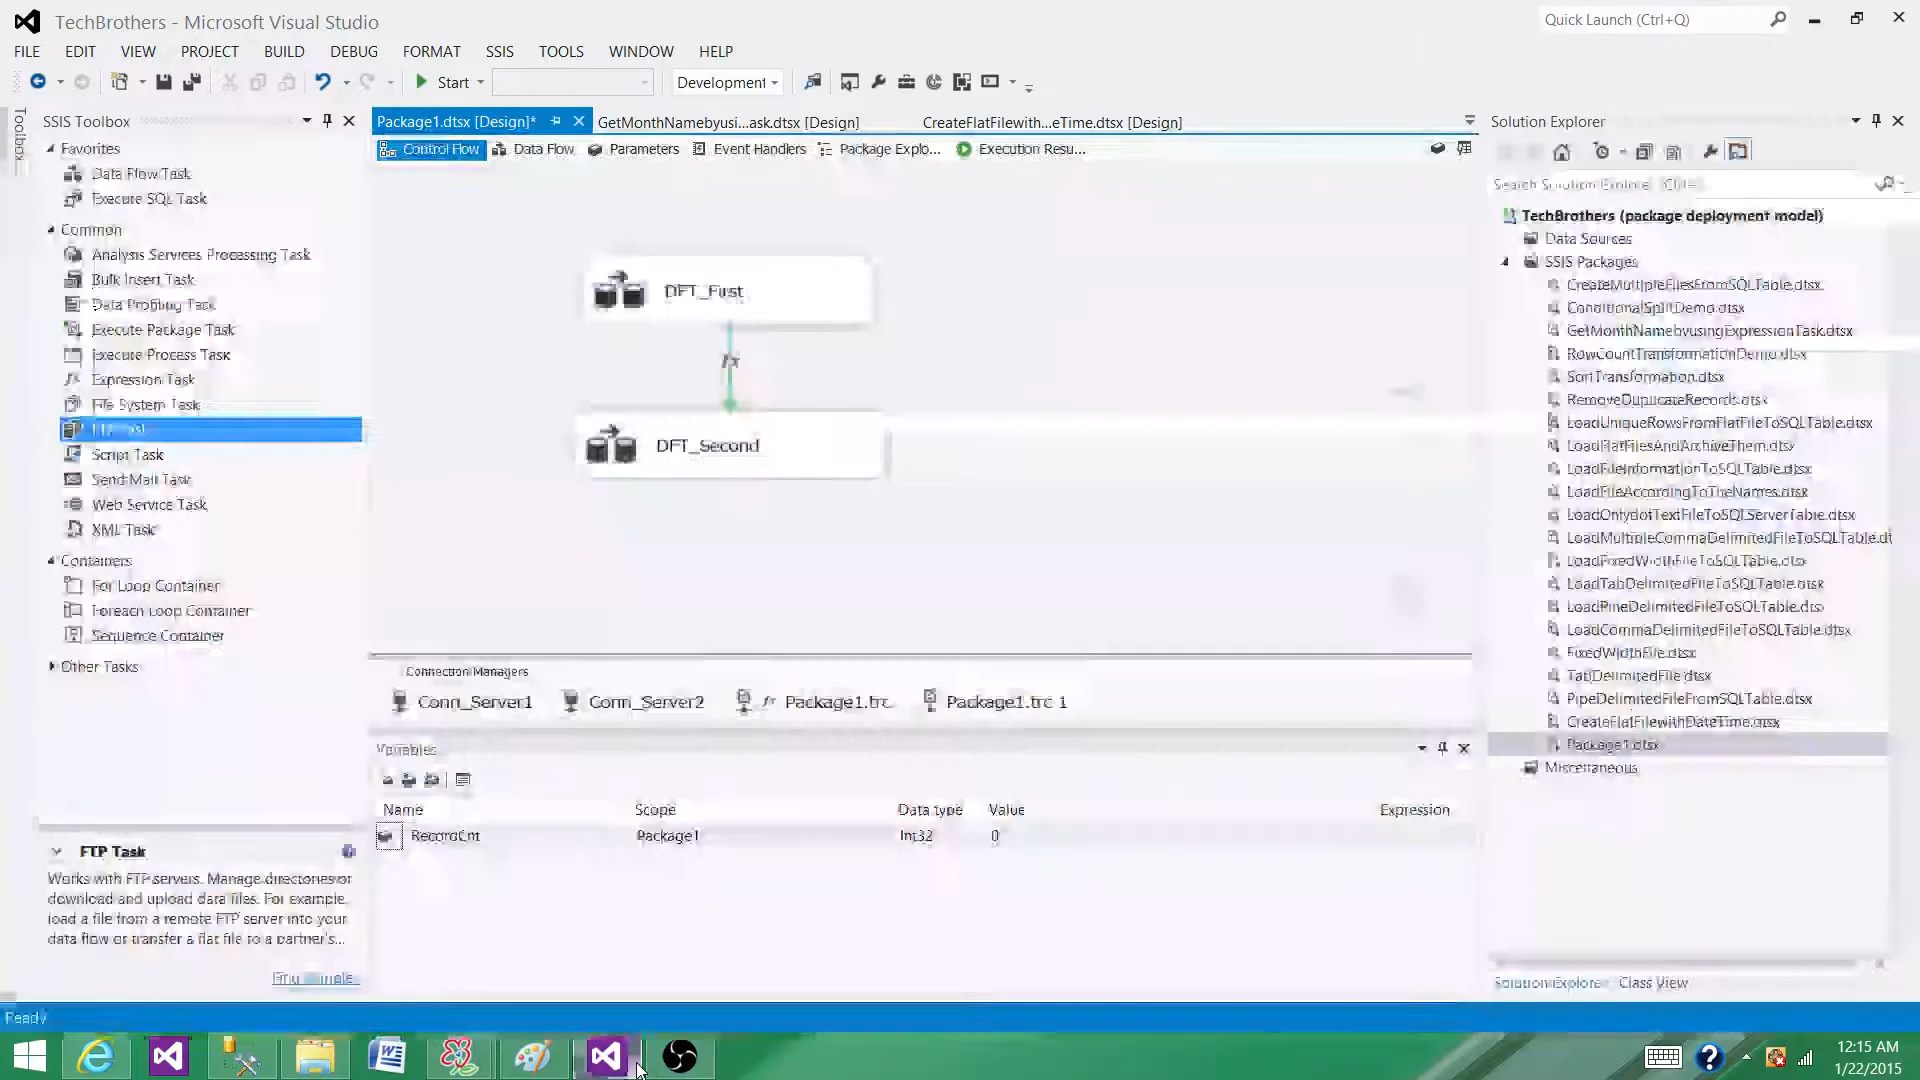 TechBrothers - Microsoft Visual Studio
Quick Launch (Ctrl+Q)
FILE EDIT VIEW PROJECT BUILD DEBUG FORMAT SSIS TOOLS WINDOW HELP
Start Development
Toolbox
SSIS Toolbox
Favorites
Data Flow Task
Execute SQL Task
Common
Analysis Services Processing Task
Bulk Insert Task
Data Profiling Task
Execute Package Task
Execute Process Task
Expression Task
File System Task
Script Task
Send Mail Task
Web Service Task
XML Task
Containers
For Loop Container
Foreach Loop Container
Sequence Container
Other Tasks
FTP Task
Works with FTP servers. Manage directories or
download and upload data files. For example,
load a file from a remote FTP server into your
data flow or transfer a flat file to a partner's...
Package1.dtsx [Design]* GetMonthNamebyusi...ask.dtsx [Design] CreateFlatFilewith...eTime.dtsx [Design]
Control Flow Data Flow Parameters Event Handlers Package Explo... Execution Resu...
DFT_First
fx
DFT_Second
Connection Managers
Conn_Server1 Conn_Server2 fx Package1.trc Package1.trc 1
Variables
Name Scope Data type Value Expression
RecordCnt Package1 Int32 0
Solution Explorer
Search Solution Explorer
TechBrothers (package deployment model)
Data Sources
SSIS Packages
CreateMultipleFilesFromSQLTable.dtsx
ConditionalSplitDemo.dtsx
GetMonthNamebyusingExpressionTask.dtsx
RowCountTransformationDemo.dtsx
SortTransformation.dtsx
RemoveDuplicateRecords.dtsx
LoadUniqueRowsFromFlatFileToSQLTable.dtsx
LoadFlatFilesAndArchiveThem.dtsx
LoadFileInformationToSQLTable.dtsx
LoadFileAccordingToTheNames.dtsx
LoadOnlydotTextFileToSQLServerTable.dtsx
LoadMultipleCommaDelimitedFileToSQLTable.dt
LoadFixedWidthFileToSQLTable.dtsx
LoadTabDelimitedFileToSQLTable.dtsx
LoadPipeDelimitedFileToSQLTable.dtsx
LoadCommaDelimitedFileToSQLTable.dtsx
FixedWidthFile.dtsx
TabDelimitedFile.dtsx
PipeDelimitedFileFromSQLTable.dtsx
CreateFlatFilewithDateTime.dtsx
Package1.dtsx
Miscellaneous
Solution Explorer Class View
Ready
12:15 AM
1/22/2015